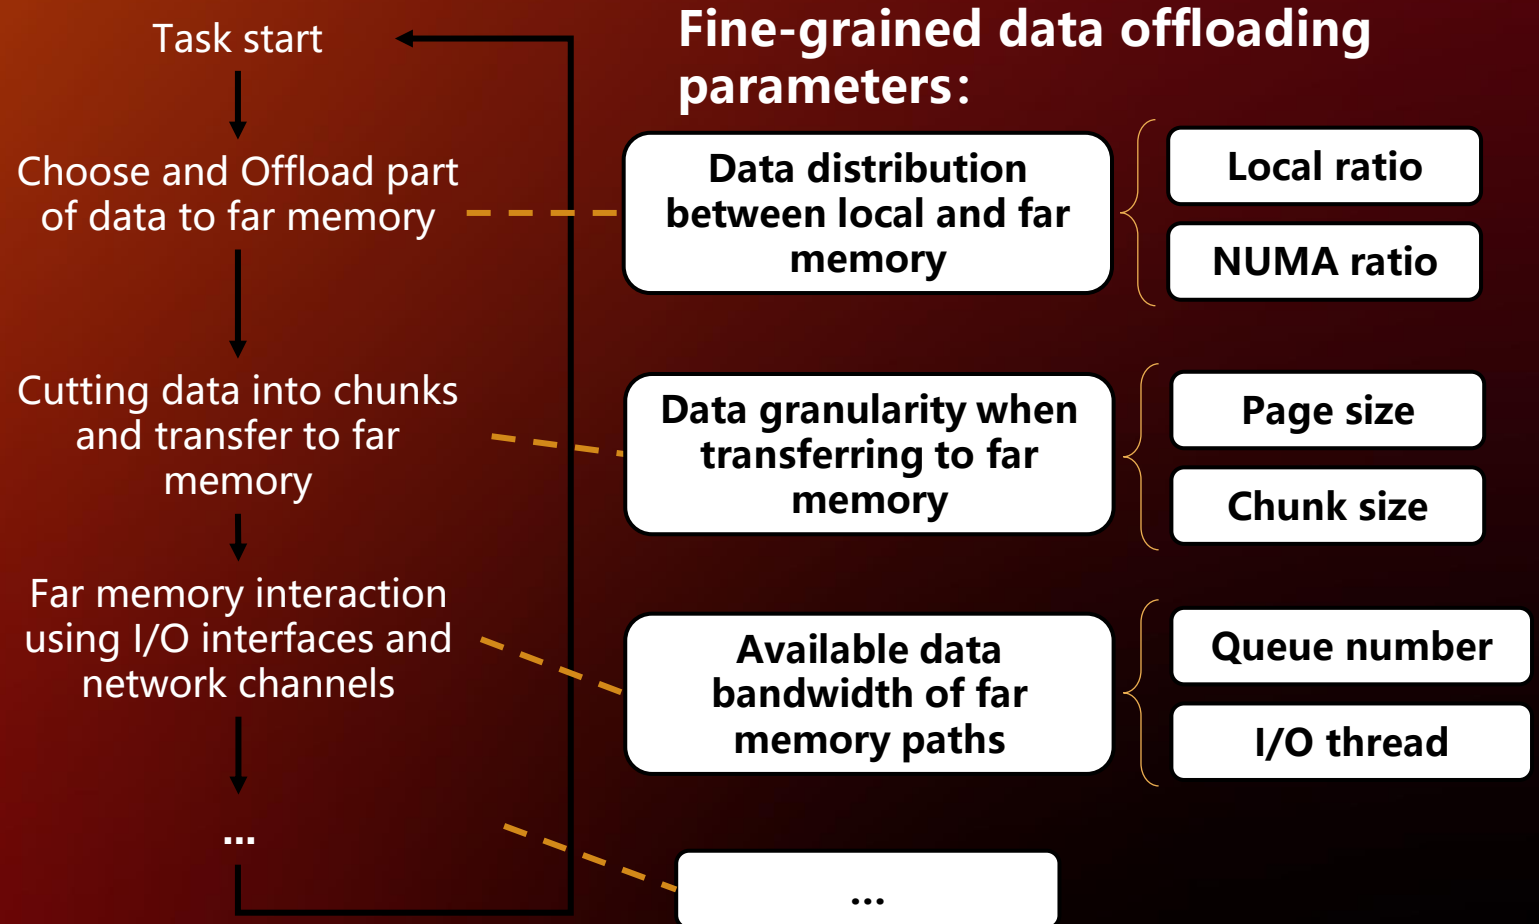 Task start
Choose and Offload part
of data to far memory
Cutting data into chunks
and transfer to far
memory
Far memory interaction
using I/O interfaces and
network channels
...
Fine-grained data offloading
parameters：
Data distribution
between local and far
memory
Local ratio
NUMA ratio
Data granularity when
transferring to far
memory
Page size
Chunk size
Available data
bandwidth of far
memory paths
Queue number
I/O thread
...